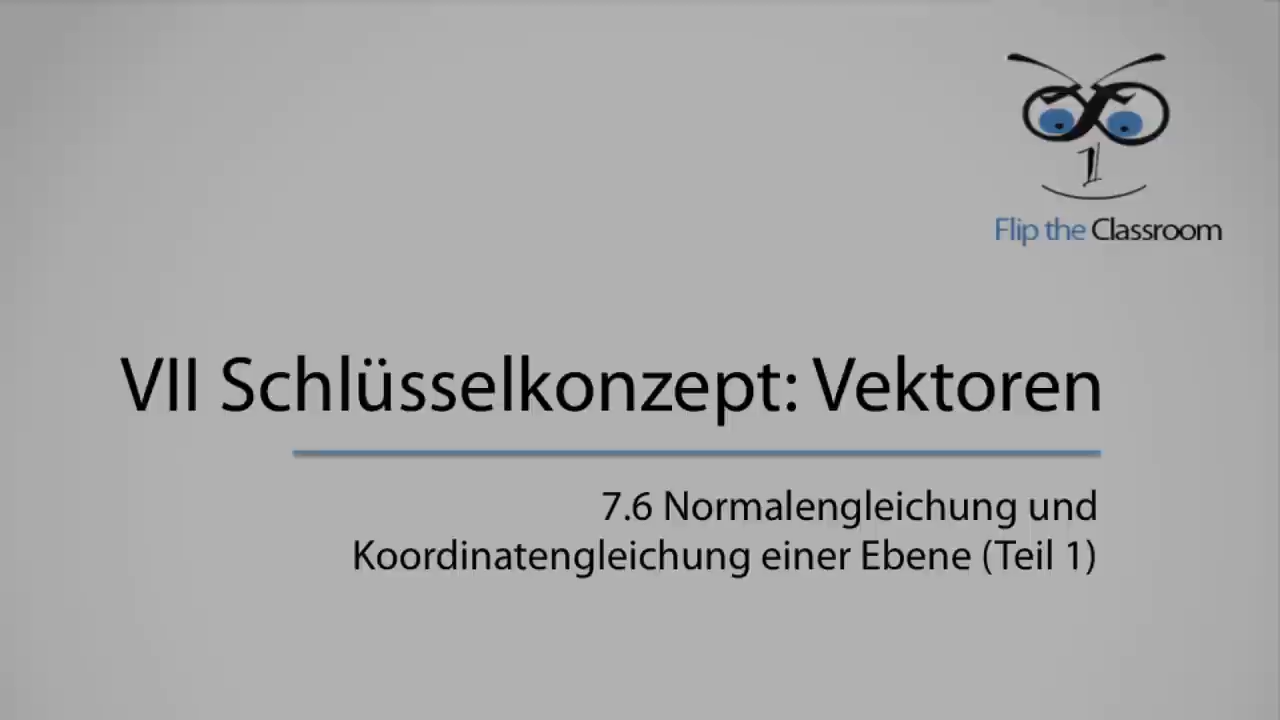 Flip the Classroom
VII Schlüsselkonzept: Vektoren
7.6 Normalengleichung und
Koordinatengleichung einer Ebene (Teil 1)